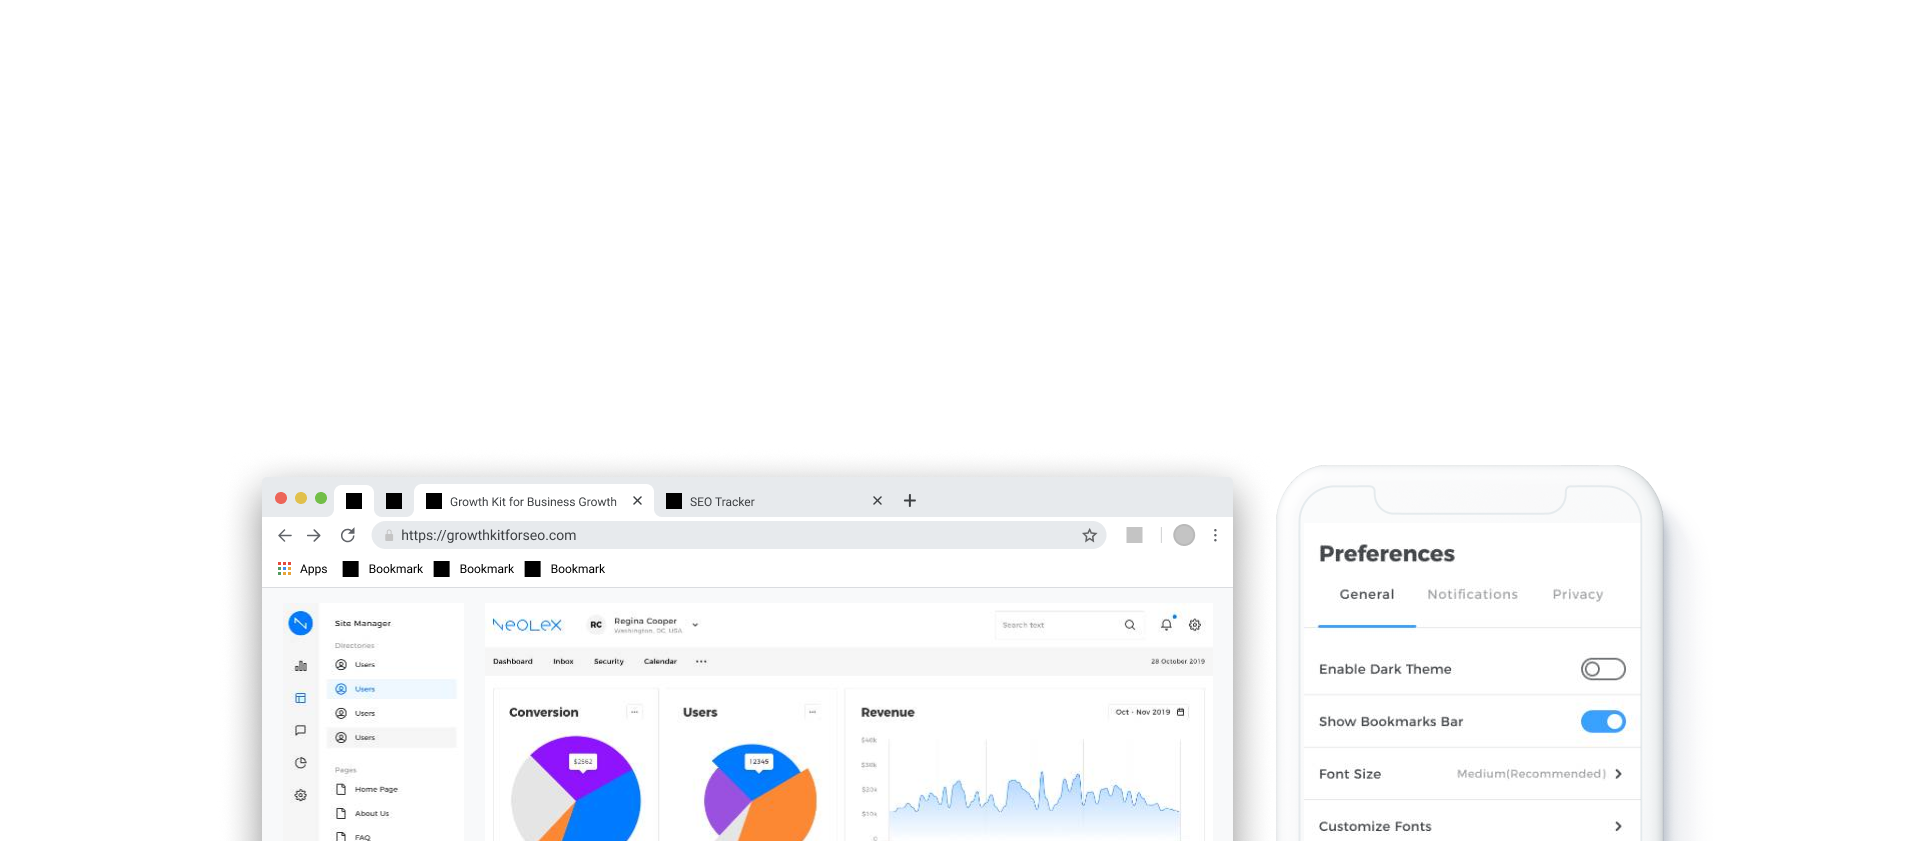 Growth Kit for Business Growth
SEO Tracker
https://growthkitforseo.com
Apps
Bookmark
Bookmark
Bookmark
Site Manager
Directories
Users
Users
Users
Users
Pages
Home Page
About Us
FAQ
NEOLEX
RC
Regina Cooper
Washington, DC, USA
Search text
Dashboard
Inbox
Security
Calendar
28 October 2019
Conversion
$2562
Users
12345
Revenue
Oct - Nov 2019
$46k
$38k
$23k
$10k
0
Preferences
General
Notifications
Privacy
Enable Dark Theme
Show Bookmarks Bar
Font Size
Medium(Recommended)
Customize Fonts